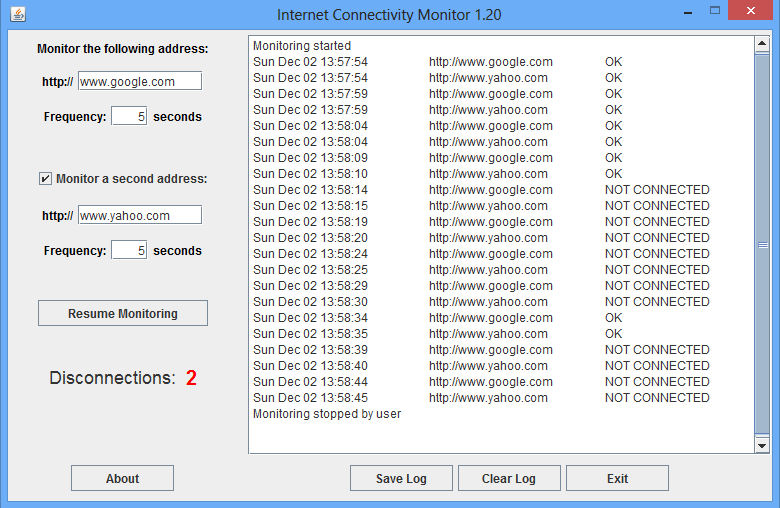 Internet Connectivity Monitor 1.20
Monitor the following address:
http:// www.google.com
Frequency: 5 seconds
Monitor a second address:
http:// www.yahoo.com
Frequency: 5 seconds
Resume Monitoring
Disconnections: 2
About
Monitoring started
Sun Dec 02 13:57:54 http://www.google.com OK
Sun Dec 02 13:57:54 http://www.yahoo.com OK
Sun Dec 02 13:57:59 http://www.google.com OK
Sun Dec 02 13:57:59 http://www.yahoo.com OK
Sun Dec 02 13:58:04 http://www.google.com OK
Sun Dec 02 13:58:04 http://www.yahoo.com OK
Sun Dec 02 13:58:09 http://www.google.com OK
Sun Dec 02 13:58:10 http://www.yahoo.com OK
Sun Dec 02 13:58:14 http://www.google.com NOT CONNECTED
Sun Dec 02 13:58:15 http://www.yahoo.com NOT CONNECTED
Sun Dec 02 13:58:19 http://www.google.com NOT CONNECTED
Sun Dec 02 13:58:20 http://www.yahoo.com NOT CONNECTED
Sun Dec 02 13:58:24 http://www.google.com NOT CONNECTED
Sun Dec 02 13:58:25 http://www.yahoo.com NOT CONNECTED
Sun Dec 02 13:58:29 http://www.google.com NOT CONNECTED
Sun Dec 02 13:58:30 http://www.yahoo.com NOT CONNECTED
Sun Dec 02 13:58:34 http://www.google.com OK
Sun Dec 02 13:58:35 http://www.yahoo.com OK
Sun Dec 02 13:58:39 http://www.google.com NOT CONNECTED
Sun Dec 02 13:58:40 http://www.yahoo.com NOT CONNECTED
Sun Dec 02 13:58:44 http://www.google.com NOT CONNECTED
Sun Dec 02 13:58:45 http://www.yahoo.com NOT CONNECTED
Monitoring stopped by user
Save Log
Clear Log
Exit